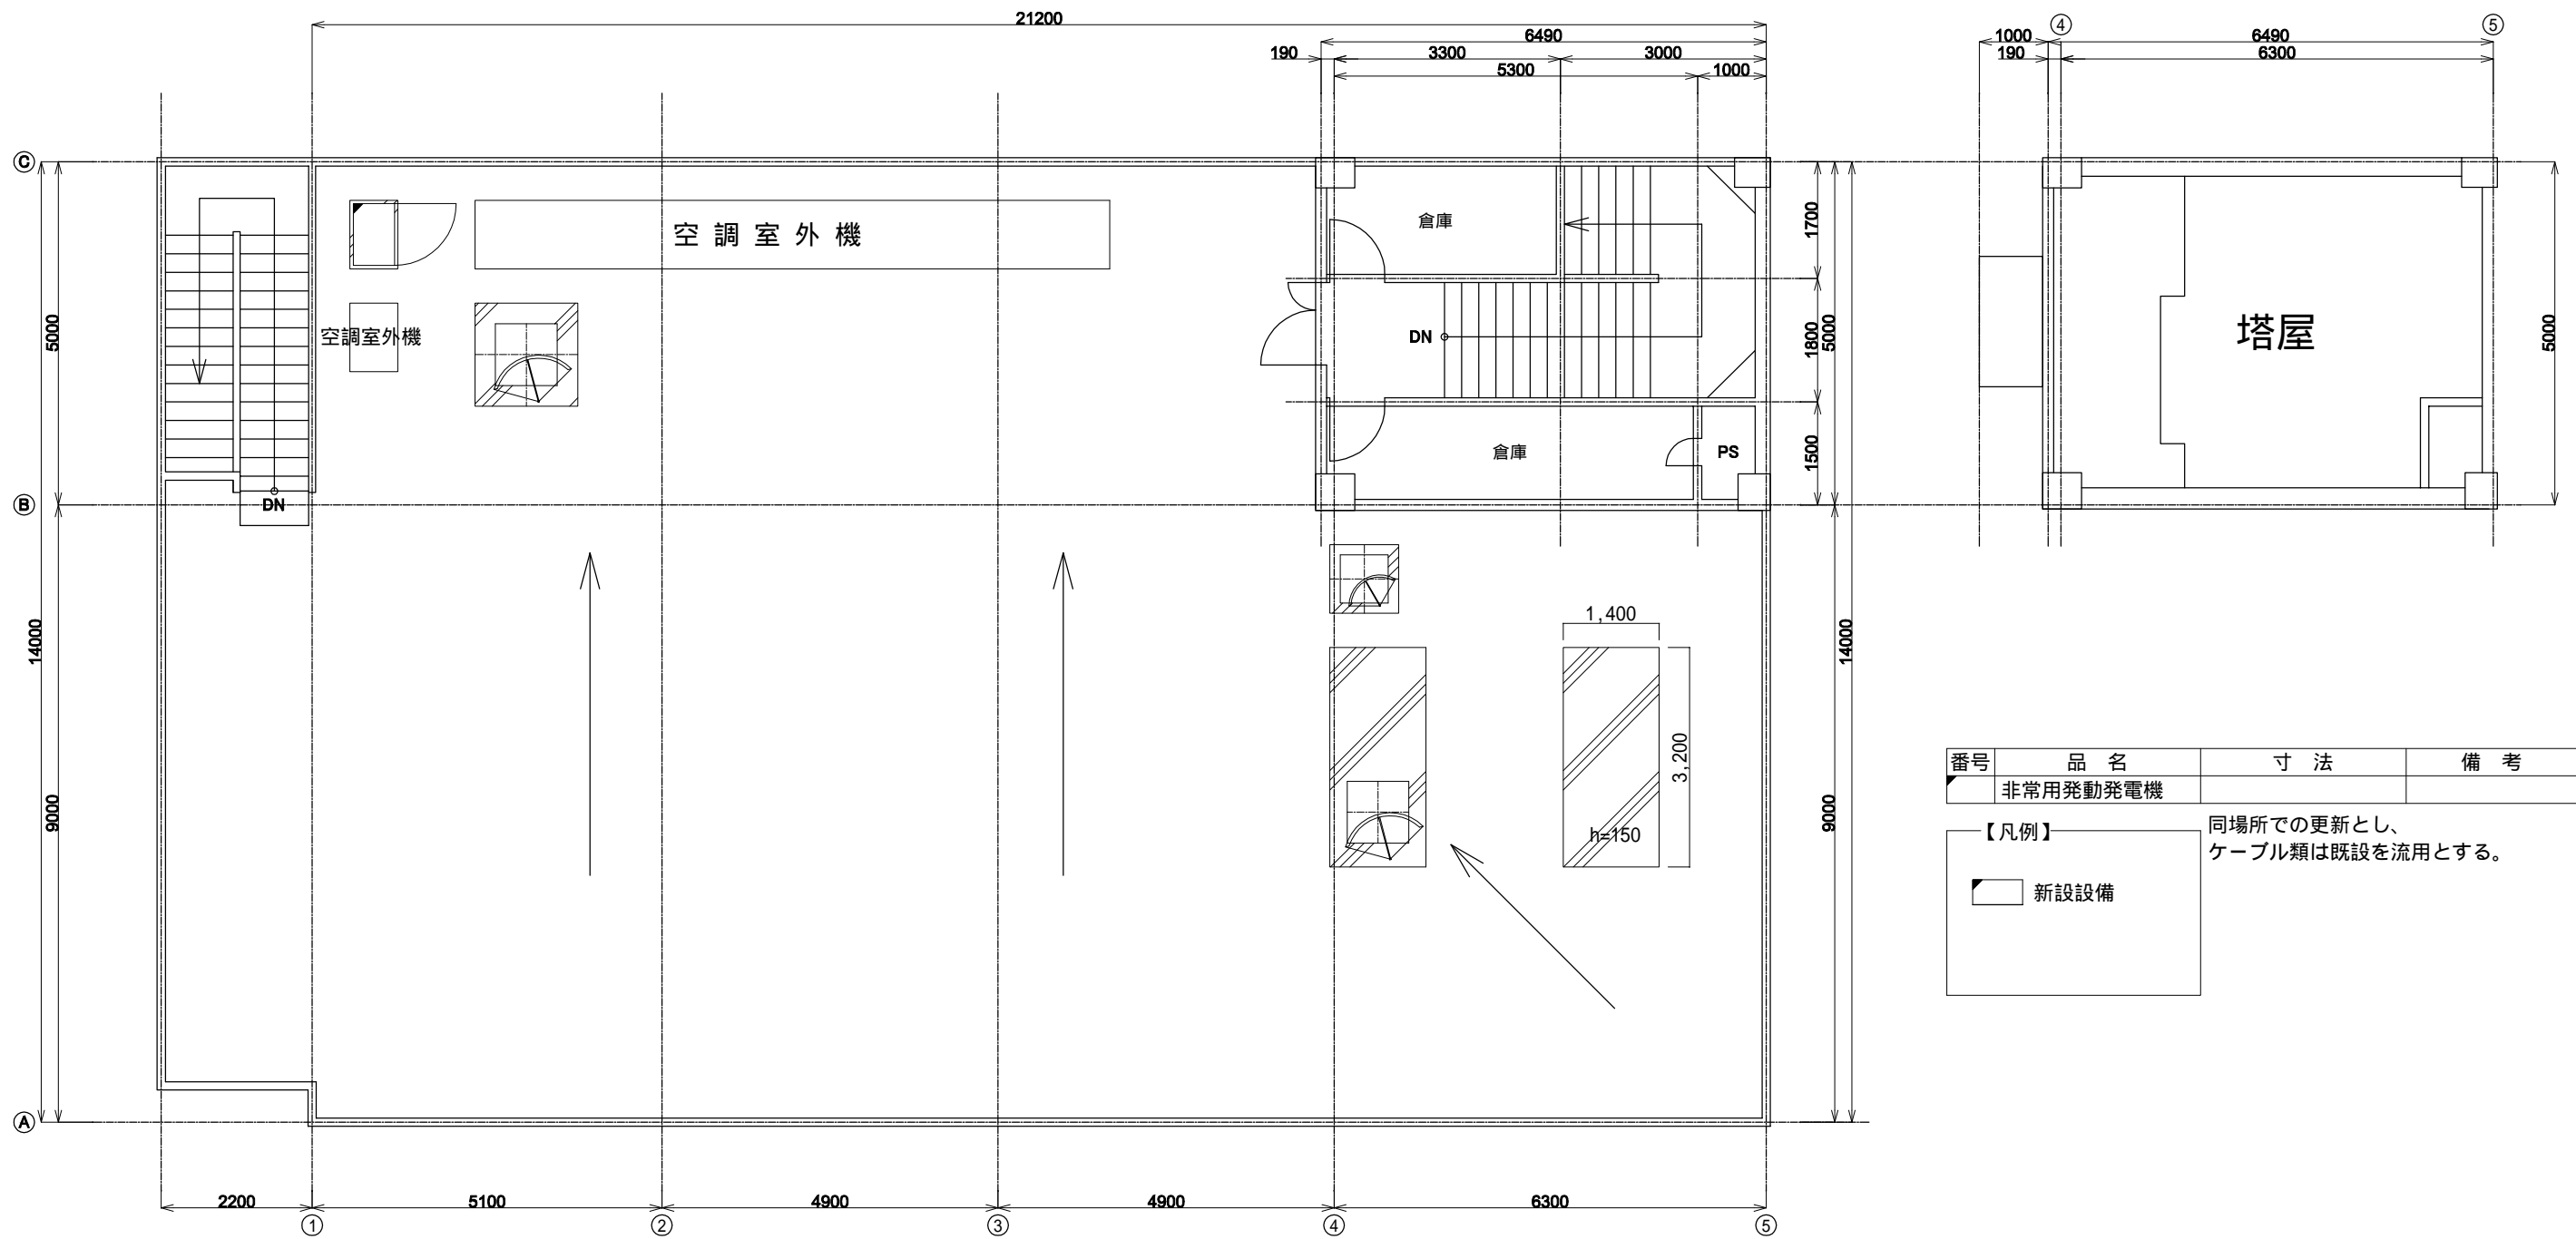 21200
6490
190 3300 3000
5300 1000
④ ⑤
1000 6490
190 6300
Ⓒ
Ⓑ
Ⓐ
5000
14000
9000
空調室外機
空調室外機
DN
倉庫
DN
倉庫
PS
1700
1800
1500
5000
14000
9000
塔屋
5000
1,400
3,200
h=150
番号 品 名 寸 法 備 考
非常用発動発電機
【凡例】
新設設備
同場所での更新とし、
ケーブル類は既設を流用とする。
2200 5100 4900 4900 6300
① ② ③ ④ ⑤